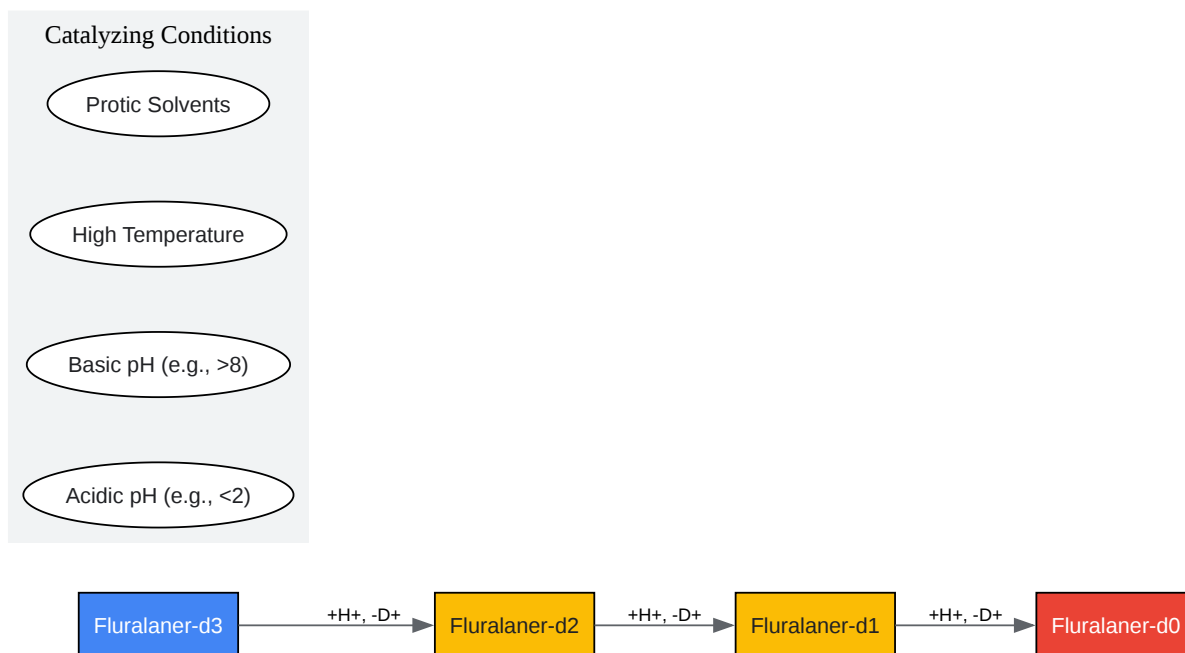 Catalyzing Conditions
Protic Solvents
High Temperature
Basic pH (e.g., >8)
Acidic pH (e.g., <2)
Fluralaner-d3
+H+, -D+
Fluralaner-d2
+H+, -D+
Fluralaner-d1
+H+, -D+
Fluralaner-d0